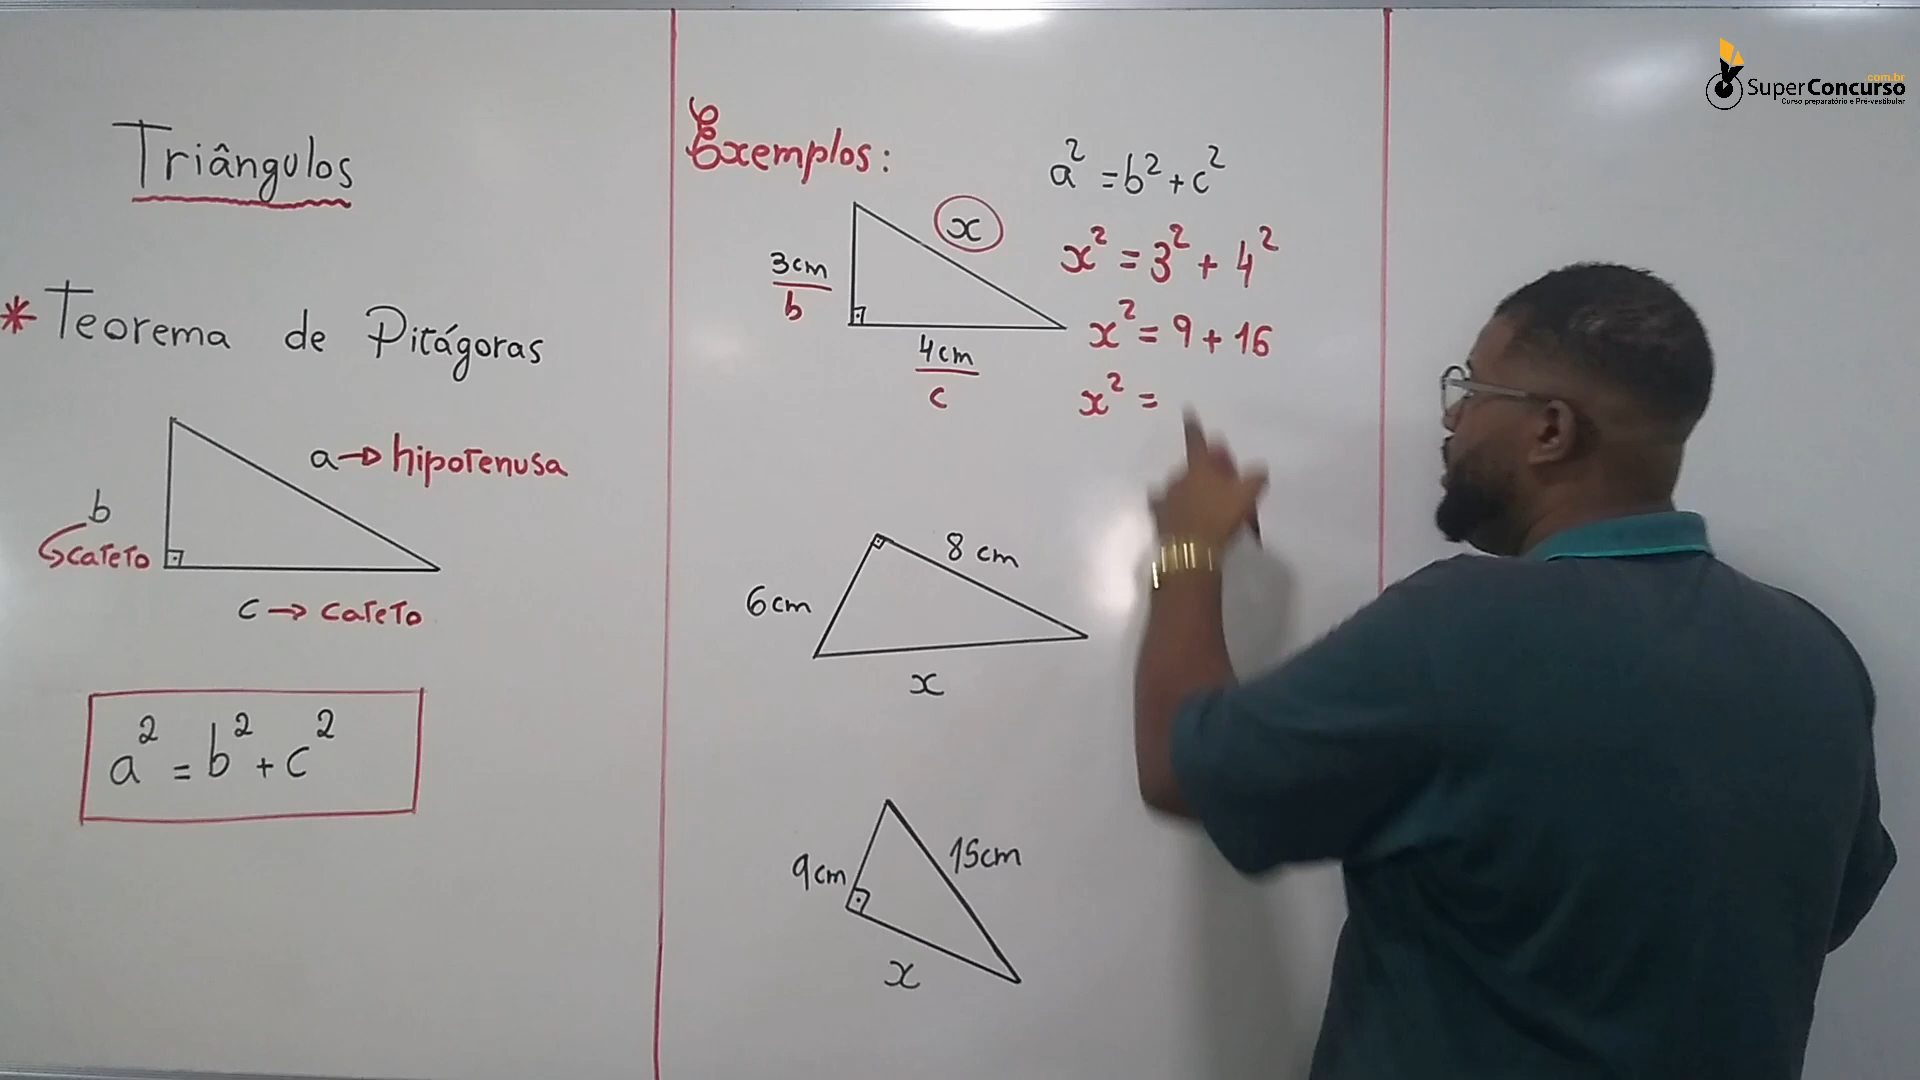 Triângulos
* Teorema de Pitágoras
a → hipotenusa
b
↳ cateto
c → cateto
a² = b² + c²
Exemplos:
x
3cm
b
4cm
c
a² = b² + c²
x² = 3² + 4²
x² = 9 + 16
x² =
8 cm
6cm
x
9cm
15cm
x
SuperConcurso
.com.br
Curso preparatório e Pré-vestibular